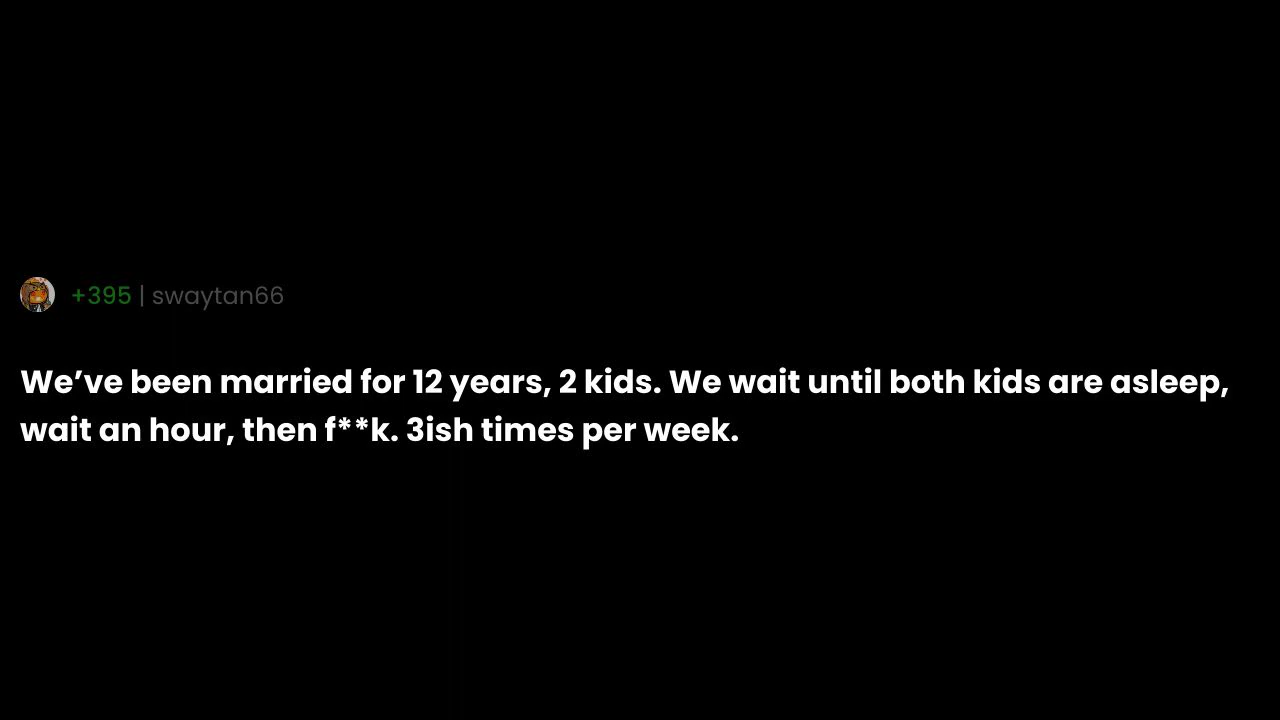 +395 | swaytan66
We’ve been married for 12 years, 2 kids. We wait until both kids are asleep,
wait an hour, then f**k. 3ish times per week.